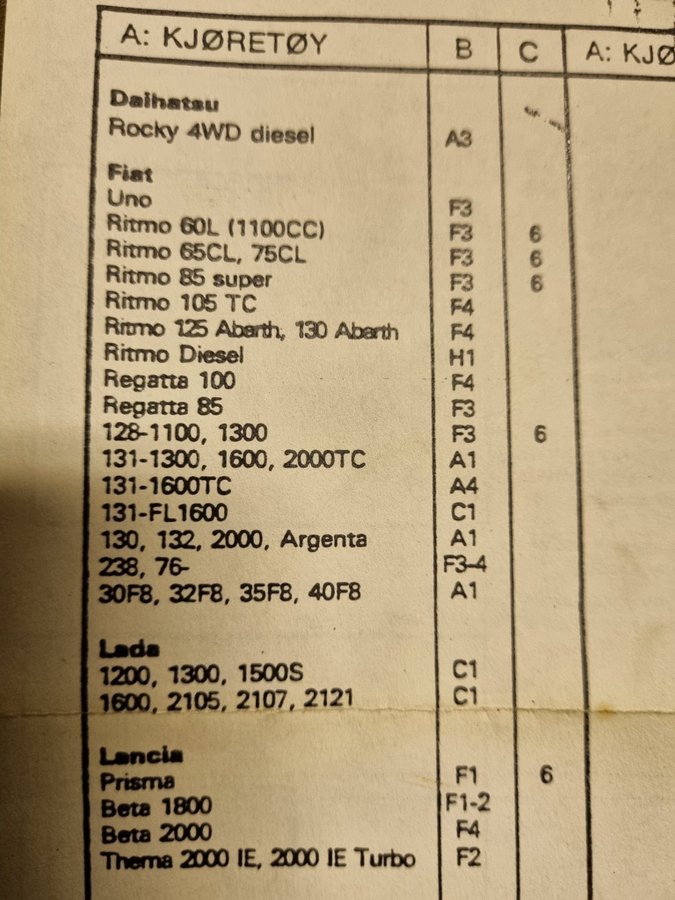 A: KJØRETØY B C A: KJØ
Daihatsu
Rocky 4WD diesel A3
Fiat
Uno F3
Ritmo 60L (1100CC) F3 6
Ritmo 65CL, 75CL F3 6
Ritmo 85 super F3 6
Ritmo 105 TC F4
Ritmo 125 Abarth, 130 Abarth F4
Ritmo Diesel H1
Regatta 100 F4
Regatta 85 F3
128-1100, 1300 F3 6
131-1300, 1600, 2000TC A1
131-1600TC A4
131-FL1600 C1
130, 132, 2000, Argenta A1
238, 76- F3-4
30F8, 32F8, 35F8, 40F8 A1
Lada
1200, 1300, 1500S C1
1600, 2105, 2107, 2121 C1
Lancia
Prisma F1 6
Beta 1800 F1-2
Beta 2000 F4
Thema 2000 IE, 2000 IE Turbo F2